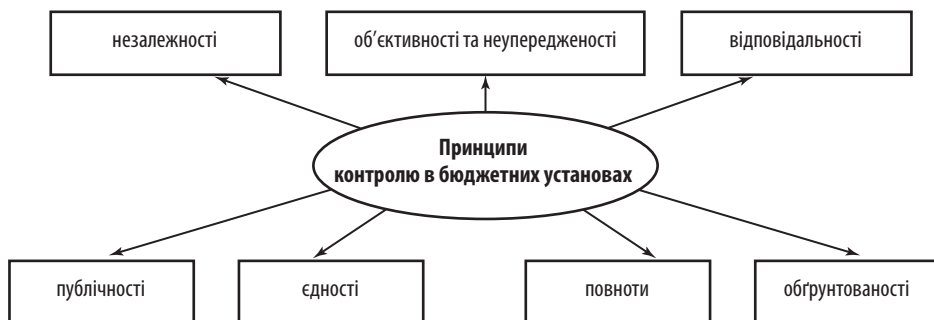 незалежності
об’єктивності та неупередженості
відповідальності
Принципи
контролю в бюджетних установах
публічності
єдності
повноти
обґрунтованості